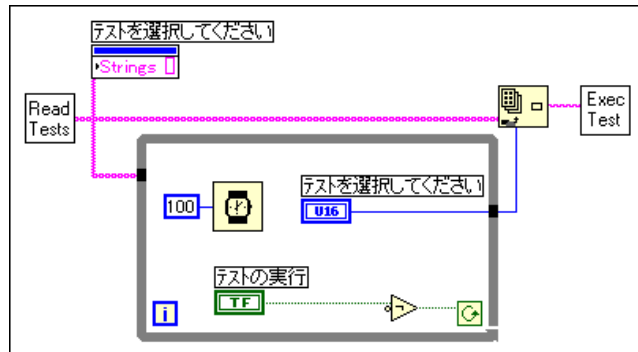 テストを選択してください
Strings
Read
Tests
Exec
Test
テストを選択してください
100
U16
テストの実行
TF
i